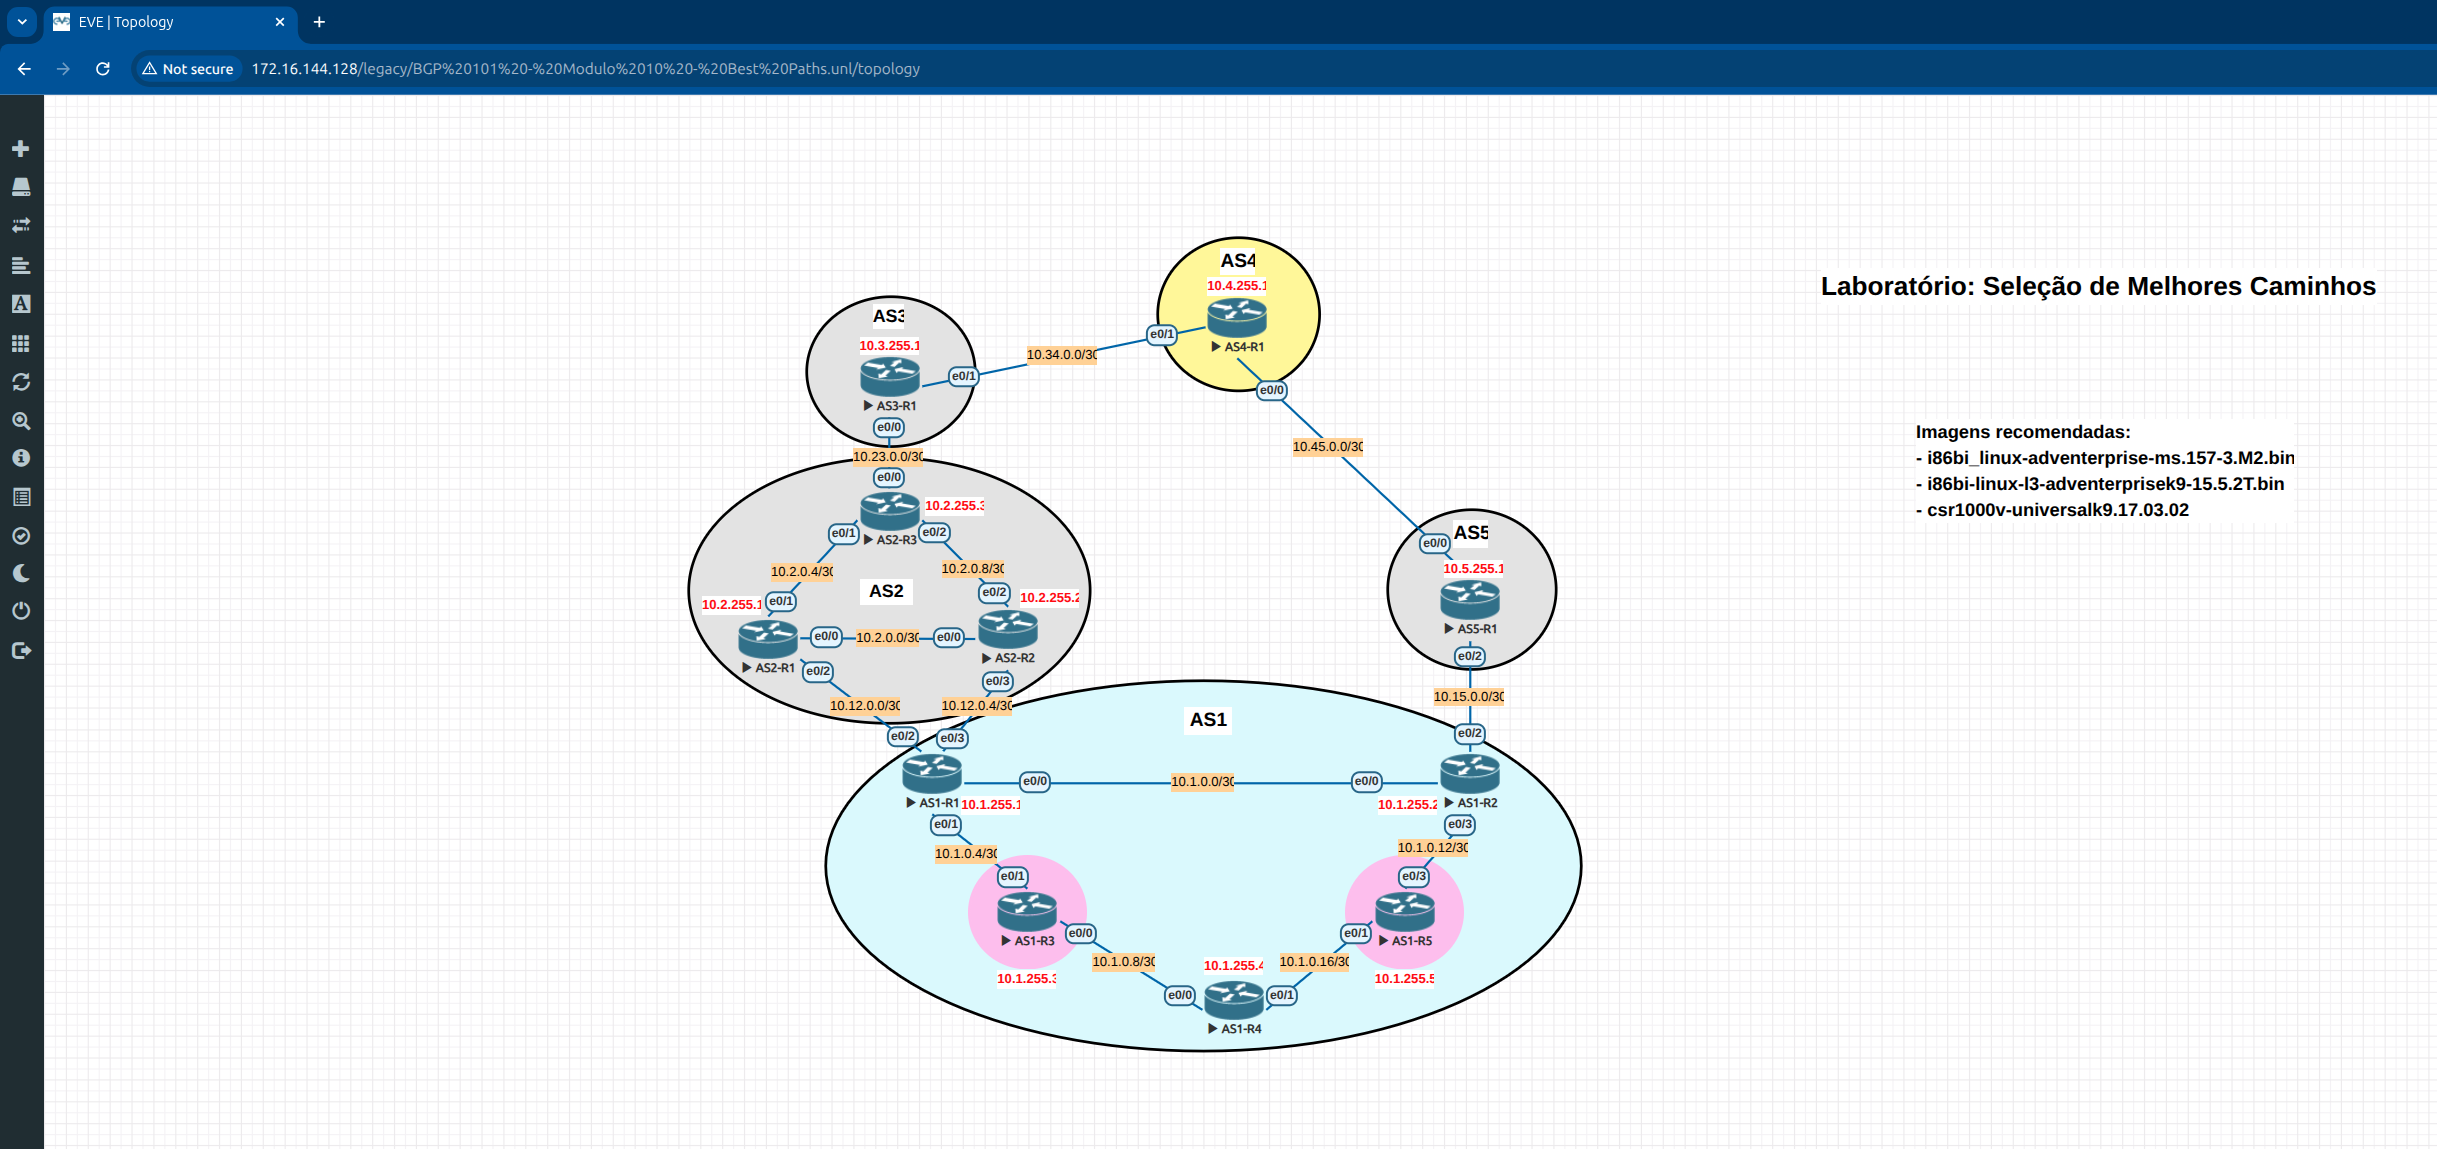 EVE | Topology
Not secure
172.16.144.128/legacy/BGP%20101%20-%20Modulo%2010%20-%20Best%20Paths.unl/topology
Laboratório: Seleção de Melhores Caminhos
Imagens recomendadas:
- i86bi_linux-adventerprise-ms.157-3.M2.bin
- i86bi-linux-l3-adventerprisek9-15.5.2T.bin
- csr1000v-universalk9.17.03.02
AS4
10.4.255.1
e0/1
AS4-R1
e0/0
AS3
10.3.255.1
e0/1
10.34.0.0/30
AS3-R1
e0/0
10.23.0.0/30
10.45.0.0/30
e0/0
10.2.255.3
e0/1
AS2-R3
e0/2
10.2.0.4/30
10.2.0.8/30
AS2
10.2.255.1
e0/1
e0/2
10.2.255.2
e0/0
10.2.0.0/30
e0/0
AS2-R1
AS2-R2
e0/2
e0/3
10.12.0.0/30
10.12.0.4/30
e0/0
AS5
10.5.255.1
AS5-R1
e0/2
10.15.0.0/30
AS1
e0/2
e0/3
e0/2
e0/0
10.1.0.0/30
e0/0
AS1-R1
10.1.255.1
10.1.255.2
AS1-R2
e0/1
e0/3
10.1.0.4/30
10.1.0.12/30
e0/1
e0/3
AS1-R3
e0/0
e0/1
AS1-R5
10.1.0.8/30
10.1.255.4
10.1.0.16/30
10.1.255.3
10.1.255.5
e0/0
e0/1
AS1-R4